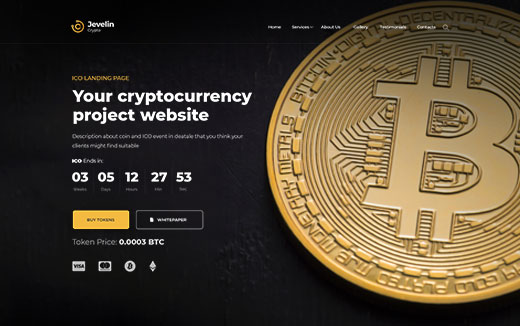 Jevelin
Crypto
Home Services About Us Gallery Testimonials Contacts
ICO LANDING PAGE
Your cryptocurrency
project website
Description about coin and ICO event in deatale that you think your
clients might find suitable
ICO Ends in:
03 05 12 27 53
Weeks Days Hours Min Sec
BUY TOKENS WHITEPAPER
Token Price: 0.0003 BTC
VISA
BITCOIN